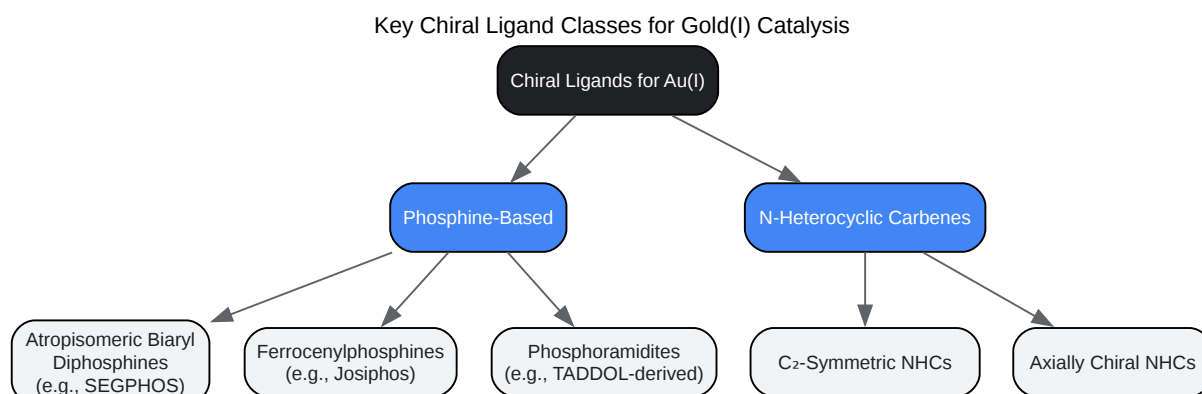 Key Chiral Ligand Classes for Gold(I) Catalysis
Chiral Ligands for Au(I)
Phosphine-Based
N-Heterocyclic Carbenes
Atropisomeric Biaryl
Diphosphines
(e.g., SEGPHOS)
Ferrocenylphosphines
(e.g., Josiphos)
Phosphoramidites
(e.g., TADDOL-derived)
C₂-Symmetric NHCs
Axially Chiral NHCs